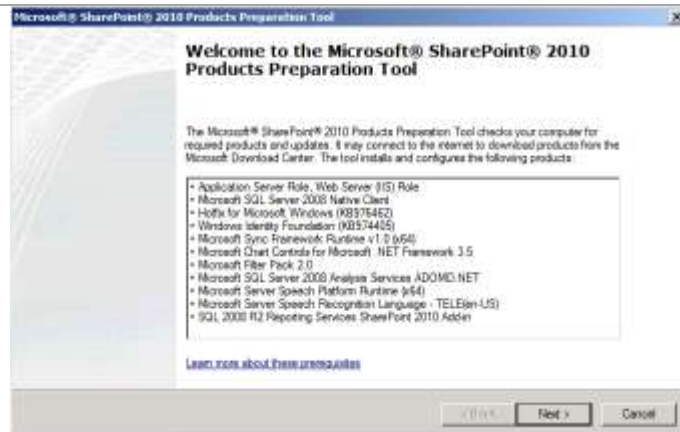 Microsoft® SharePoint® 2010 Products Preparation Tool
Welcome to the Microsoft® SharePoint® 2010
Products Preparation Tool
The Microsoft® SharePoint® 2010 Products Preparation Tool checks your computer for
required products and updates. It may connect to the internet to download products from the
Microsoft Download Center. The tool installs and configures the following products:
• Application Server Role, Web Server (IIS) Role
• Microsoft SQL Server 2008 Native Client
• Hotfix for Microsoft Windows (KB976462)
• Windows Identity Foundation (KB974405)
• Microsoft Sync Framework Runtime v1.0 (x64)
• Microsoft Chart Controls for Microsoft .NET Framework 3.5
• Microsoft Filter Pack 2.0
• Microsoft SQL Server 2008 Analysis Services ADOMD.NET
• Microsoft Server Speech Platform Runtime (x64)
• Microsoft Server Speech Recognition Language - TELE(en-US)
• SQL 2008 R2 Reporting Services SharePoint 2010 Add-in
Learn more about these prerequisites
< Back
Next >
Cancel